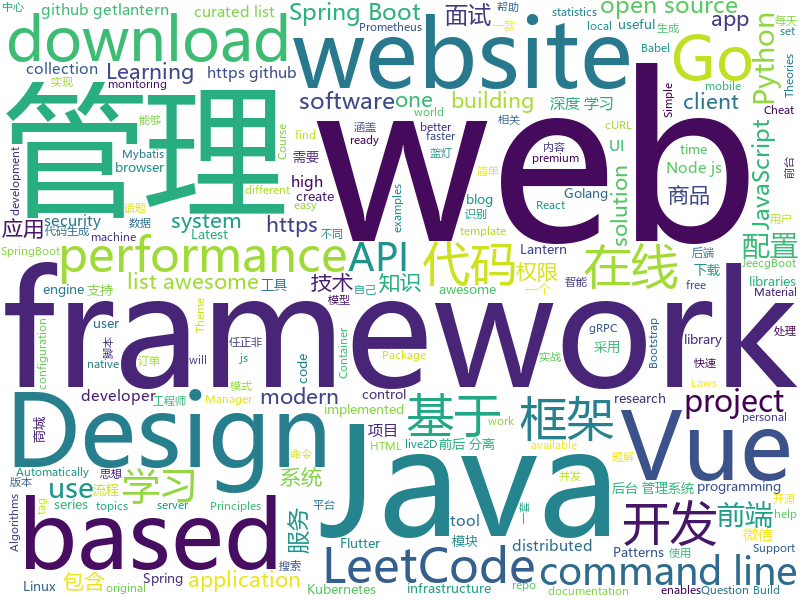 中心
github getlantern
curated list
Spring Boot
面试
open source
statistics
local
生成
每天
帮助
一款
Prometheus
download
website
Go
Python
app
useful
set
Babel
mobile
Theories
collection
Learning
https github
monitoring
实现
能够
Course
software
one
building
深度 学习
client
world
better
faster
相关
cURL
Simple
Cheat
涵盖
内容
管理
web
find
需要
ready
premium
UI
time
Node js
JavaScript
前台
development
Mybatis
browser
high
create
蓝灯
简单
examples
solution
Golang
React
商品
应用
话题
different
easy
blog
识别
template
security
代码生成
数据
system
https
后端
用户
SpringBoot
machine
Latest
不同
Lantern
下载
JeecgBoot
performance
API
代码
权限
一个
在线
配置
engine
支持
list awesome
工具
模型
技术
自己
知识
awesome
智能
free
libraries
Material
framework
处理
configuration
user
native
脚本
订单
Theme
任正非
js
will
Container
code
library
gRPC
采用
实战
Bootstrap
快速
Design
Java
Vue
模式
Package
Manager
工程师
商城
developer
modern
control
research
Laws
implemented
项目
框架
基于
project
personal
work
available
题解
HTML
live2D
前后 分离
后台 管理系统
programming
Automatically
思想
版本
use
学习
系统
命令
开发
Algorithms
series
topics
server
Principles
流程
based
服务
tool
模块
平台
一套
LeetCode
开发
前端
开源
tag
包含
application
Flutter
distributed
Patterns
使用
微信
help
Linux
Spring
Kubernetes
搜索
original
infrastructure
repo
documentation
command line
enables
Question
Build
Support